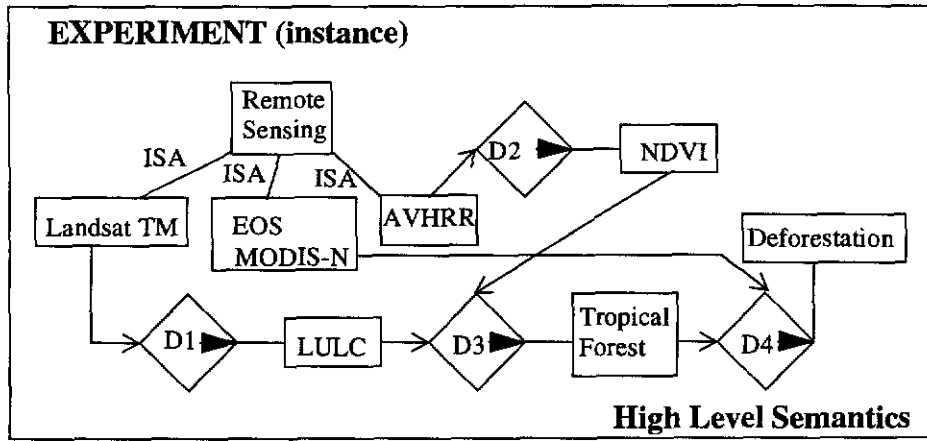 EXPERIMENT (instance)
Remote
Sensing
ISA
ISA
ISA
D2
NDVI
Landsat TM
EOS
MODIS-N
AVHRR
Deforestation
D1
LULC
D3
Tropical
Forest
D4
High Level Semantics